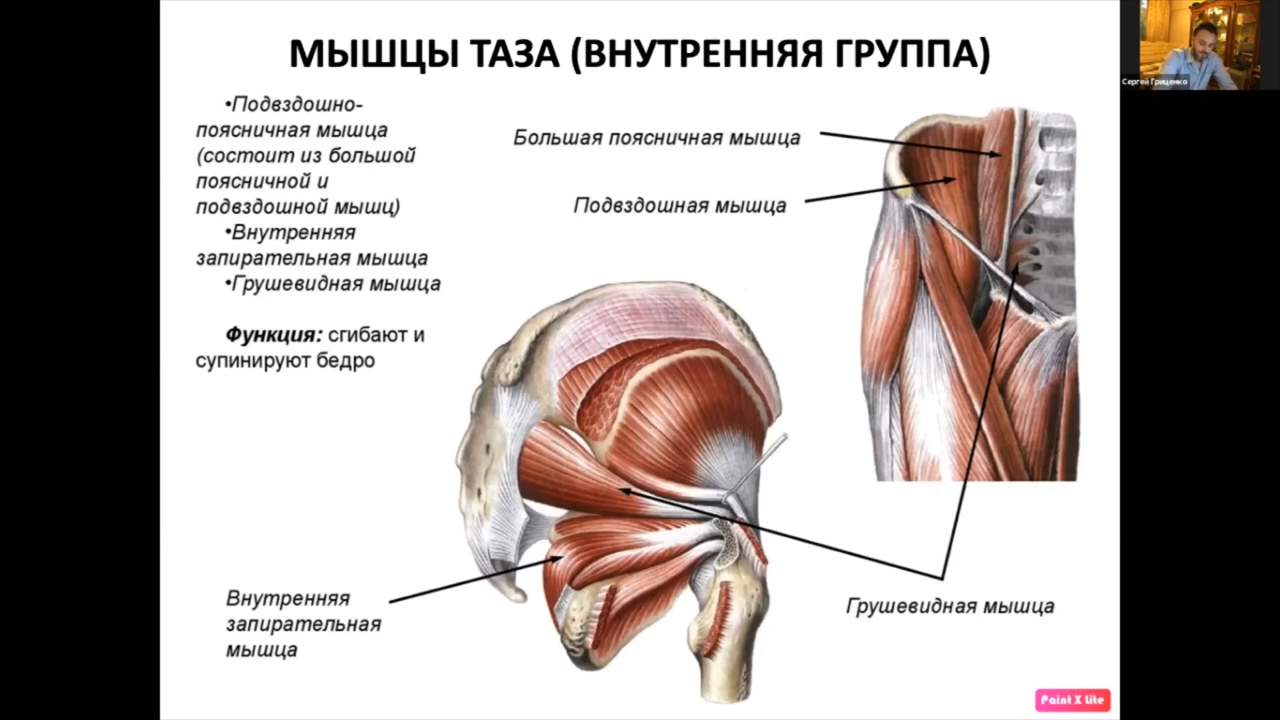 МЫШЦЫ ТАЗА (ВНУТРЕННЯЯ ГРУППА)
•Подвздошно-
поясничная мышца
(состоит из большой
поясничной и
подвздошной мышц)
•Внутренняя
запирательная мышца
•Грушевидная мышца
Функция: сгибают и
супинируют бедро
Большая поясничная мышца
Подвздошная мышца
Внутренняя
запирательная
мышца
Грушевидная мышца
Сергей Гриценко
Paint X Lite